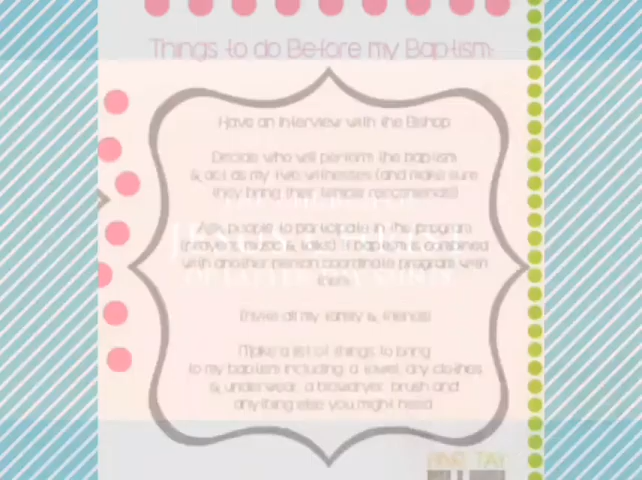 Things to do Before my Baptism:
Have an Interview with the Bishop
Decide who will perform the baptism
& act as my two witnesses (and make sure
they bring their temple recommends)
Ask people to participate in the program
(prayers, music & talks) If baptism is combined
with another person coordinate program with
them.
Invite all my family & friends
Make a list of things to bring
to my baptism including: a towel, dry clothes
& underwear, a blowdryer, brush and
anything else you might need